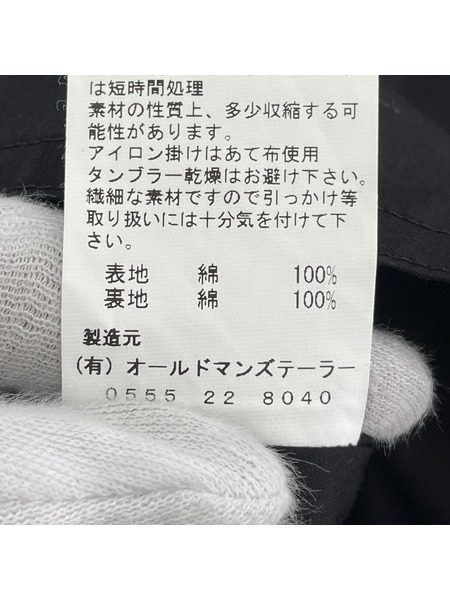 は短時間処理
素材の性質上、多少収縮する可
能性があります。
アイロン掛けはあて布使用
タンブラー乾燥はお避け下さい。
繊細な素材ですので引っかけ等
取り扱いには十分気を付けて下
さい。
表地 綿 100%
裏地 綿 100%
製造元
(有) オールドマンズテーラー
0555 22 8040